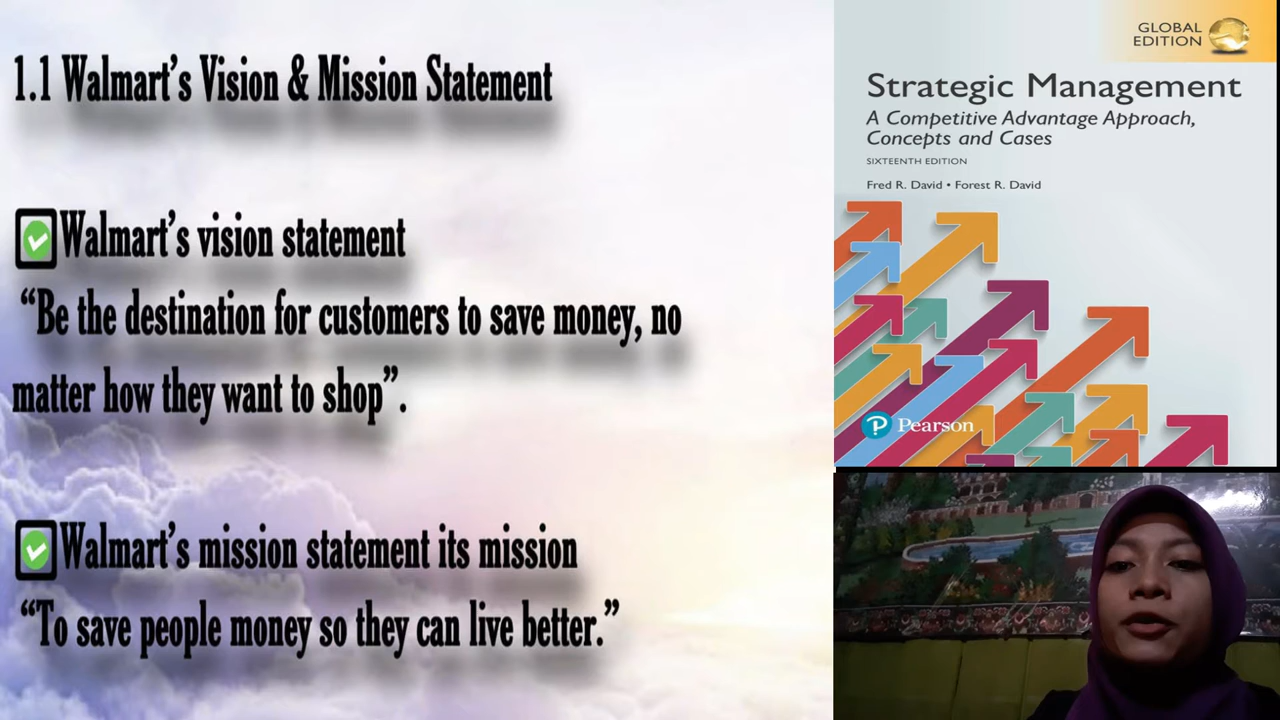 1.1 Walmart's Vision & Mission Statement
Walmart's vision statement
“Be the destination for customers to save money, no
matter how they want to shop”.
Walmart's mission statement its mission
“To save people money so they can live better.”
GLOBAL
EDITION
Strategic Management
A Competitive Advantage Approach,
Concepts and Cases
SIXTEENTH EDITION
Fred R. David • Forest R. David
Pearson